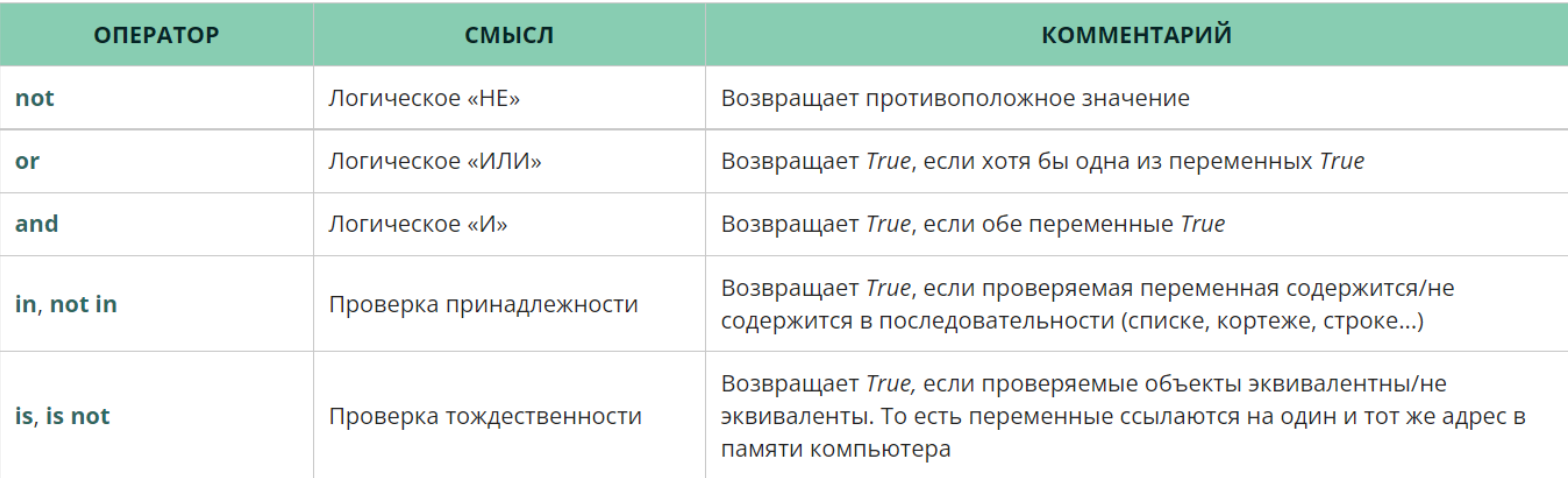 ОПЕРАТОР СМЫСЛ КОММЕНТАРИЙ
not Логическое «НЕ» Возвращает противоположное значение
or Логическое «ИЛИ» Возвращает True, если хотя бы одна из переменных True
and Логическое «И» Возвращает True, если обе переменные True
in, not in Проверка принадлежности Возвращает True, если проверяемая переменная содержится/не
содержится в последовательности (списке, кортеже, строке...)
is, is not Проверка тождественности Возвращает True, если проверяемые объекты эквивалентны/не
эквиваленты. То есть переменные ссылаются на один и тот же адрес в
памяти компьютера